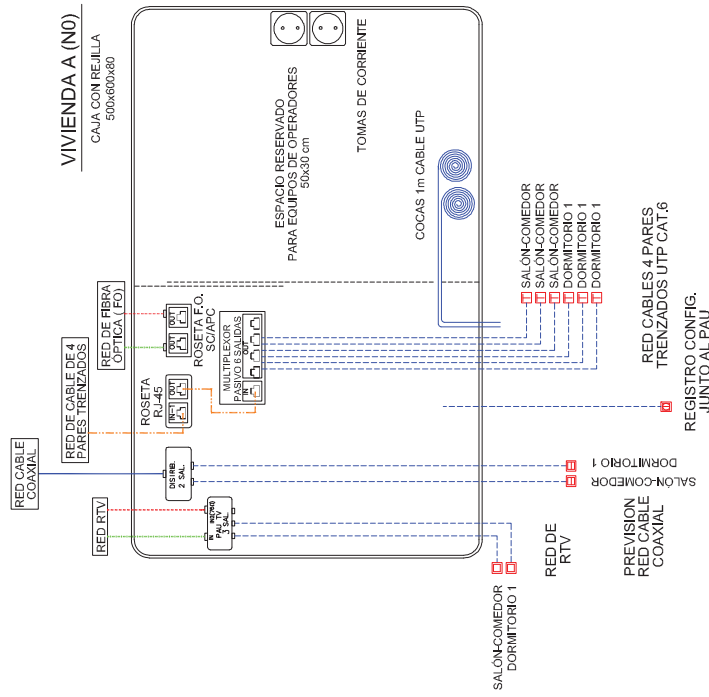 VIVIENDA A (N0)
CAJA CON REJILLA
500x600x80
RED RTV
RED CABLE
COAXIAL
RED DE CABLE DE 4
PARES TRENZADOS
RED DE FIBRA
OPTICA ( FO)
IN
IN2(760)
PAU TV
3 SAL.
DISTRIB.
2 SAL.
ROSETA
RJ-45
IN-1
OUT
ROSETA F.O.
SC/APC
OUT
OUT
MULTIPLEXOR
PASIVO 6 SALIDAS
IN
OUT
ESPACIO RESERVADO
PARA EQUIPOS DE OPERADORES
50x30 cm
TOMAS DE CORRIENTE
COCAS 1m CABLE UTP
SALÓN-COMEDOR
DORMITORIO 1
RED DE
RTV
SALÓN-COMEDOR
DORMITORIO 1
PREVISION
RED CABLE
COAXIAL
REGISTRO CONFIG.
JUNTO AL PAU
SALÓN-COMEDOR
SALÓN-COMEDOR
SALÓN-COMEDOR
DORMITORIO 1
DORMITORIO 1
DORMITORIO 1
RED CABLES 4 PARES
TRENZADOS UTP CAT.6